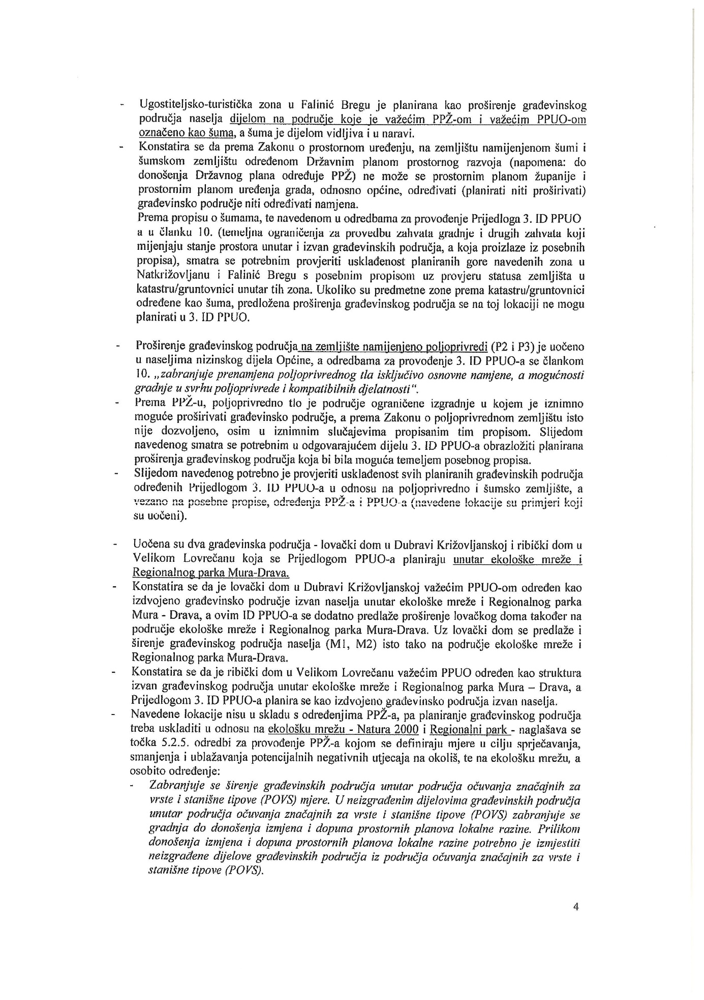 - Ugostiteljsko-turistička zona u Falinić Bregu je planirana kao proširenje građevinskog
područja naselja dijelom na područje koje je važećim PPŽ-om i važećim PPUO-om
označeno kao šuma, a šuma je dijelom vidljiva i u naravi.
- Konstatira se da prema Zakonu o prostornom uređenju, na zemljištu namijenjenom šumi i
šumskom zemljištu određenom Državnim planom prostornog razvoja (napomena: do
donošenja Državnog plana određuje PPŽ) ne može se prostornim planom županije i
prostornim planom uređenja grada, odnosno općine, određivati (planirati niti proširivati)
građevinsko područje niti određivati namjena.
Prema propisu o šumama, te navedenom u odredbama za provođenje Prijedloga 3. ID PPUO
a u članku 10. (temeljna ograničenja za provedbu zahvata gradnje i drugih zahvata koji
mijenjaju stanje prostora unutar i izvan građevinskih područja, a koja proizlaze iz posebnih
propisa), smatra se potrebnim provjeriti usklađenost planiranih gore navedenih zona u
Natkrižovljanu i Falinić Bregu s posebnim propisom uz provjeru statusa zemljišta u
katastru/gruntovnici unutar tih zona. Ukoliko su predmetne zone prema katastru/gruntovnici
određene kao šuma, predložena proširenja građevinskog područja se na toj lokaciji ne mogu
planirati u 3. ID PPUO.
- Proširenje građevinskog područja na zemljište namijenjeno poljoprivredi (P2 i P3) je uočeno
u naseljima nizinskog dijela Općine, a odredbama za provođenje 3. ID PPUO-a se člankom
10. „zabranjuje prenamjena poljoprivrednog tla isključivo osnovne namjene, a mogućnosti
gradnje u svrhu poljoprivrede i kompatibilnih djelatnosti“.
- Prema PPŽ-u, poljoprivredno tlo je područje ograničene izgradnje u kojem je iznimno
moguće proširivati građevinsko područje, a prema Zakonu o poljoprivrednom zemljištu isto
nije dozvoljeno, osim u iznimnim slučajevima propisanim tim propisom. Slijedom
navedenog smatra se potrebnim u odgovarajućem dijelu 3. ID PPUO-a obrazložiti planirana
proširenja građevinskog područja koja bi bila moguća temeljem posebnog propisa.
- Slijedom navedenog potrebno je provjeriti usklađenost svih planiranih građevinskih područja
određenih Prijedlogom 3. ID PPUO-a u odnosu na poljoprivredno i šumsko zemljište, a
vezano na posebne propise, određenja PPŽ-a i PPUO-a (navedene lokacije su primjeri koji
su uočeni).
- Uočena su dva građevinska područja - lovački dom u Dubravi Križovljanskoj i ribički dom u
Velikom Lovrečanu koja se Prijedlogom PPUO-a planiraju unutar ekološke mreže i
Regionalnog parka Mura-Drava.
- Konstatira se da je lovački dom u Dubravi Križovljanskoj važećim PPUO-om određen kao
izdvojeno građevinsko područje izvan naselja unutar ekološke mreže i Regionalnog parka
Mura - Drava, a ovim ID PPUO-a se dodatno predlaže proširenje lovačkog doma također na
područje ekološke mreže i Regionalnog parka Mura-Drava. Uz lovački dom se predlaže i
širenje građevinskog područja naselja (M1, M2) isto tako na područje ekološke mreže i
Regionalnog parka Mura-Drava.
- Konstatira se da je ribički dom u Velikom Lovrečanu važećim PPUO određen kao struktura
izvan građevinskog područja unutar ekološke mreže i Regionalnog parka Mura – Drava, a
Prijedlogom 3. ID PPUO-a planira se kao izdvojeno građevinsko područja izvan naselja.
- Navedene lokacije nisu u skladu s određenjima PPŽ-a, pa planiranje građevinskog područja
treba uskladiti u odnosu na ekološku mrežu - Natura 2000 i Regionalni park - naglašava se
točka 5.2.5. odredbi za provođenje PPŽ-a kojom se definiraju mjere u cilju sprječavanja,
smanjenja i ublažavanja potencijalnih negativnih utjecaja na okoliš, te na ekološku mrežu, a
osobito određenje:
- Zabranjuje se širenje građevinskih područja unutar područja očuvanja značajnih za
vrste i stanišne tipove (POVS) mjere. U neizgrađenim dijelovima građevinskih područja
unutar područja očuvanja značajnih za vrste i stanišne tipove (POVS) zabranjuje se
gradnja do donošenja izmjena i dopuna prostornih planova lokalne razine. Prilikom
donošenja izmjena i dopuna prostornih planova lokalne razine potrebno je izmjestiti
neizgrađene dijelove građevinskih područja iz područja očuvanja značajnih za vrste i
stanišne tipove (POVS).
4